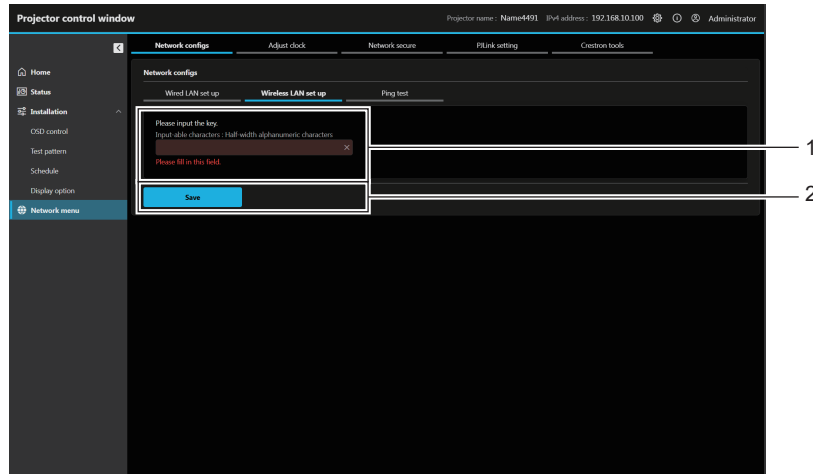 Projector control window
Projector name : Name4491 IPv4 address : 192.168.10.100 Administrator
Network configs Adjust clock Network secure PJLink setting Crestron tools
Home
Status
Installation
OSD control
Test pattern
Schedule
Display option
Network menu
Network configs
Wired LAN set up Wireless LAN set up Ping test
Please input the key.
Input-able characters : Half-width alphanumeric characters
Please fill in this field.
Save
1
2